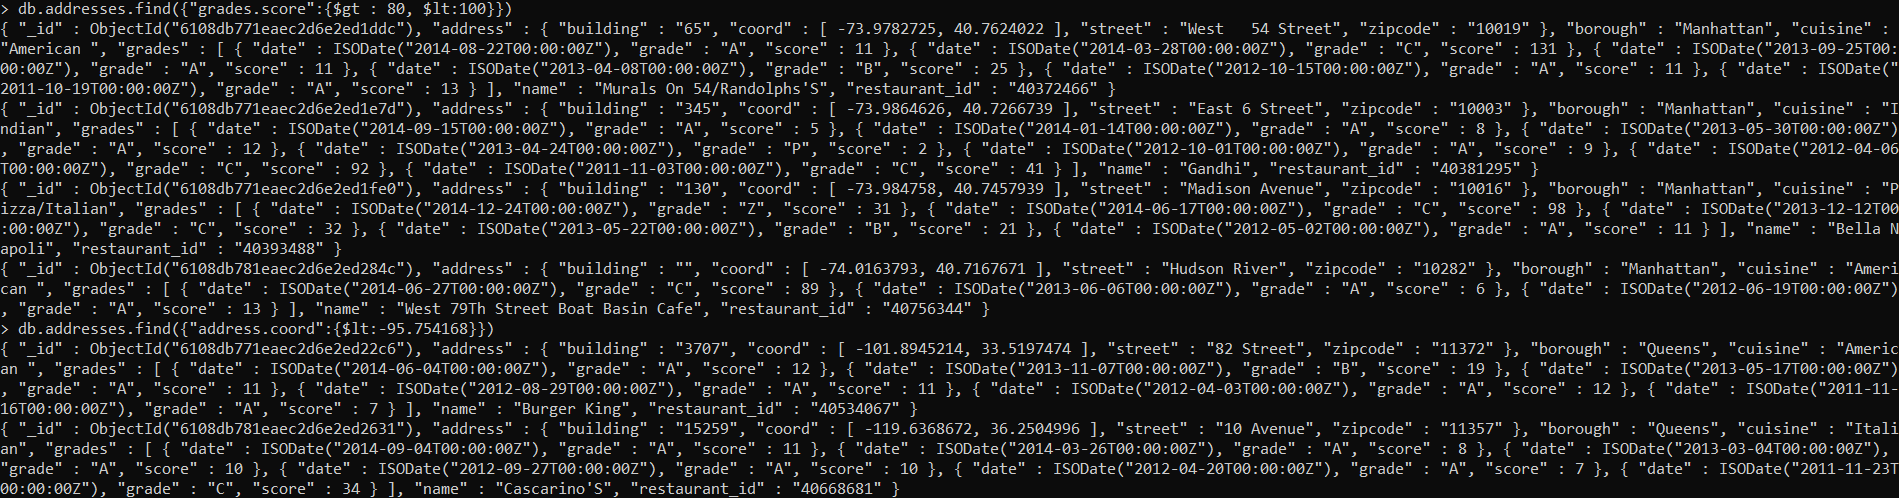 > db.addresses.find({"grades.score":{$gt : 80, $lt:100}})
{ "_id" : ObjectId("6108db771eaec2d6e2ed1ddc"), "address" : { "building" : "65", "coord" : [ -73.9782725, 40.7624022 ], "street" : "West   54 Street", "zipcode" : "10019" }, "borough" : "Manhattan", "cuisine" :
"American ", "grades" : [ { "date" : ISODate("2014-08-22T00:00:00Z"), "grade" : "A", "score" : 11 }, { "date" : ISODate("2014-03-28T00:00:00Z"), "grade" : "C", "score" : 131 }, { "date" : ISODate("2013-09-25T00:
00:00Z"), "grade" : "A", "score" : 11 }, { "date" : ISODate("2013-04-08T00:00:00Z"), "grade" : "B", "score" : 25 }, { "date" : ISODate("2012-10-15T00:00:00Z"), "grade" : "A", "score" : 11 }, { "date" : ISODate("
2011-10-19T00:00:00Z"), "grade" : "A", "score" : 13 } ], "name" : "Murals On 54/Randolphs'S", "restaurant_id" : "40372466" }
{ "_id" : ObjectId("6108db771eaec2d6e2ed1e7d"), "address" : { "building" : "345", "coord" : [ -73.9864626, 40.7266739 ], "street" : "East 6 Street", "zipcode" : "10003" }, "borough" : "Manhattan", "cuisine" : "I
ndian", "grades" : [ { "date" : ISODate("2014-09-15T00:00:00Z"), "grade" : "A", "score" : 5 }, { "date" : ISODate("2014-01-14T00:00:00Z"), "grade" : "A", "score" : 8 }, { "date" : ISODate("2013-05-30T00:00:00Z")
, "grade" : "A", "score" : 12 }, { "date" : ISODate("2013-04-24T00:00:00Z"), "grade" : "P", "score" : 2 }, { "date" : ISODate("2012-10-01T00:00:00Z"), "grade" : "A", "score" : 9 }, { "date" : ISODate("2012-04-06
T00:00:00Z"), "grade" : "C", "score" : 92 }, { "date" : ISODate("2011-11-03T00:00:00Z"), "grade" : "C", "score" : 41 } ], "name" : "Gandhi", "restaurant_id" : "40381295" }
{ "_id" : ObjectId("6108db771eaec2d6e2ed1fe0"), "address" : { "building" : "130", "coord" : [ -73.984758, 40.7457939 ], "street" : "Madison Avenue", "zipcode" : "10016" }, "borough" : "Manhattan", "cuisine" : "P
izza/Italian", "grades" : [ { "date" : ISODate("2014-12-24T00:00:00Z"), "grade" : "Z", "score" : 31 }, { "date" : ISODate("2014-06-17T00:00:00Z"), "grade" : "C", "score" : 98 }, { "date" : ISODate("2013-12-12T00
:00:00Z"), "grade" : "C", "score" : 32 }, { "date" : ISODate("2013-05-22T00:00:00Z"), "grade" : "B", "score" : 21 }, { "date" : ISODate("2012-05-02T00:00:00Z"), "grade" : "A", "score" : 11 } ], "name" : "Bella N
apoli", "restaurant_id" : "40393488" }
{ "_id" : ObjectId("6108db781eaec2d6e2ed284c"), "address" : { "building" : "", "coord" : [ -74.0163793, 40.7167671 ], "street" : "Hudson River", "zipcode" : "10282" }, "borough" : "Manhattan", "cuisine" : "Ameri
can ", "grades" : [ { "date" : ISODate("2014-06-27T00:00:00Z"), "grade" : "C", "score" : 89 }, { "date" : ISODate("2013-06-06T00:00:00Z"), "grade" : "A", "score" : 6 }, { "date" : ISODate("2012-06-19T00:00:00Z")
, "grade" : "A", "score" : 13 } ], "name" : "West 79Th Street Boat Basin Cafe", "restaurant_id" : "40756344" }
> db.addresses.find({"address.coord":{$lt:-95.754168}})
{ "_id" : ObjectId("6108db771eaec2d6e2ed22c6"), "address" : { "building" : "3707", "coord" : [ -101.8945214, 33.5197474 ], "street" : "82 Street", "zipcode" : "11372" }, "borough" : "Queens", "cuisine" : "Americ
an ", "grades" : [ { "date" : ISODate("2014-06-04T00:00:00Z"), "grade" : "A", "score" : 12 }, { "date" : ISODate("2013-11-07T00:00:00Z"), "grade" : "B", "score" : 19 }, { "date" : ISODate("2013-05-17T00:00:00Z")
, "grade" : "A", "score" : 11 }, { "date" : ISODate("2012-08-29T00:00:00Z"), "grade" : "A", "score" : 11 }, { "date" : ISODate("2012-04-03T00:00:00Z"), "grade" : "A", "score" : 12 }, { "date" : ISODate("2011-11-
16T00:00:00Z"), "grade" : "A", "score" : 7 } ], "name" : "Burger King", "restaurant_id" : "40534067" }
{ "_id" : ObjectId("6108db781eaec2d6e2ed2631"), "address" : { "building" : "15259", "coord" : [ -119.6368672, 36.2504996 ], "street" : "10 Avenue", "zipcode" : "11357" }, "borough" : "Queens", "cuisine" : "Itali
an", "grades" : [ { "date" : ISODate("2014-09-04T00:00:00Z"), "grade" : "A", "score" : 11 }, { "date" : ISODate("2014-03-26T00:00:00Z"), "grade" : "A", "score" : 8 }, { "date" : ISODate("2013-03-04T00:00:00Z"),
"grade" : "A", "score" : 10 }, { "date" : ISODate("2012-09-27T00:00:00Z"), "grade" : "A", "score" : 10 }, { "date" : ISODate("2012-04-20T00:00:00Z"), "grade" : "A", "score" : 7 }, { "date" : ISODate("2011-11-23T
00:00:00Z"), "grade" : "C", "score" : 34 } ], "name" : "Cascarino'S", "restaurant_id" : "40668681" }